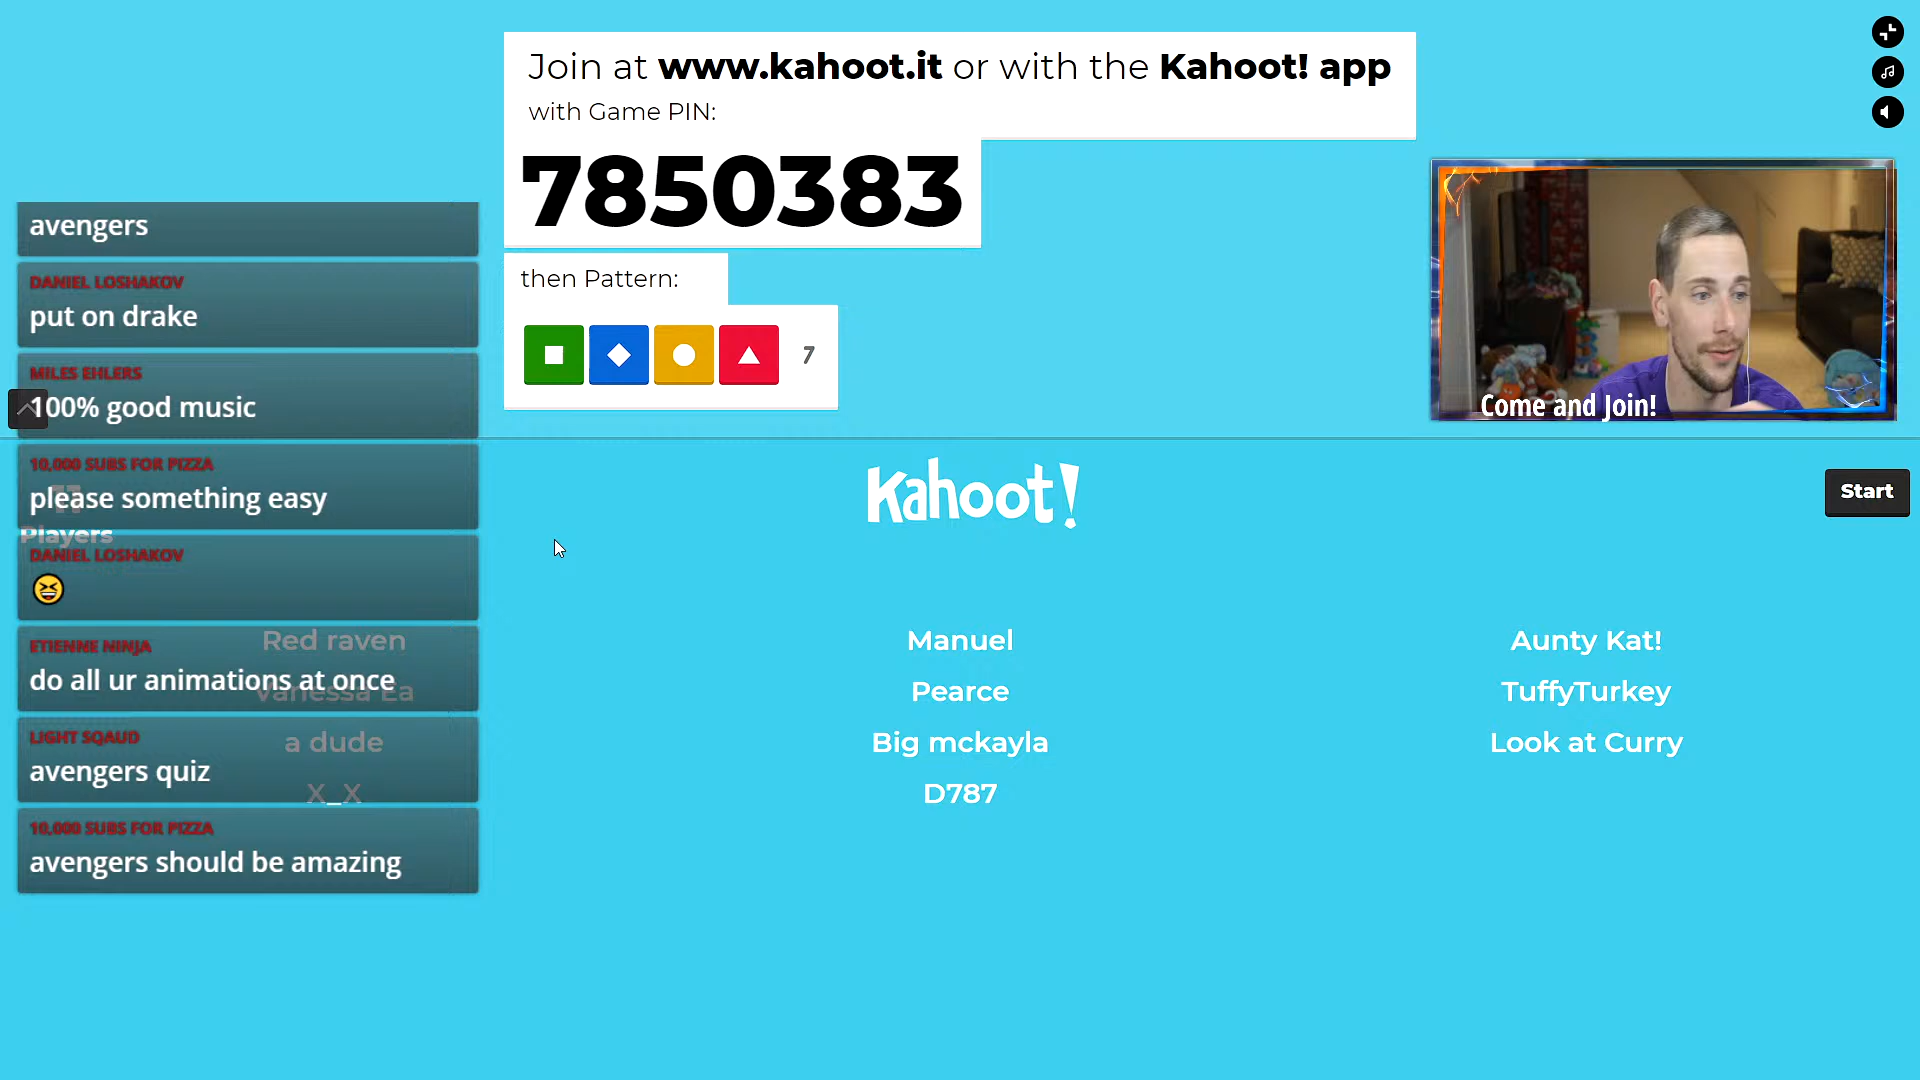 Join at www.kahoot.it or with the Kahoot! app
with Game PIN:
7850383
then Pattern:
7
avengers
DANIEL LOSHAKOV
put on drake
MILES EHLERS
100% good music
10,000 SUBS FOR PIZZA
please something easy
Players
DANIEL LOSHAKOV
ETIENNE NINJA
do all ur animations at once
LIGHT SQAUD
avengers quiz
10,000 SUBS FOR PIZZA
avengers should be amazing
Come and Join!
Kahoot!
Start
11
Red raven
Manuel
Aunty Kat!
Vanessa Ea
Pearce
TuffyTurkey
a dude
Big mckayla
Look at Curry
X_X
D787